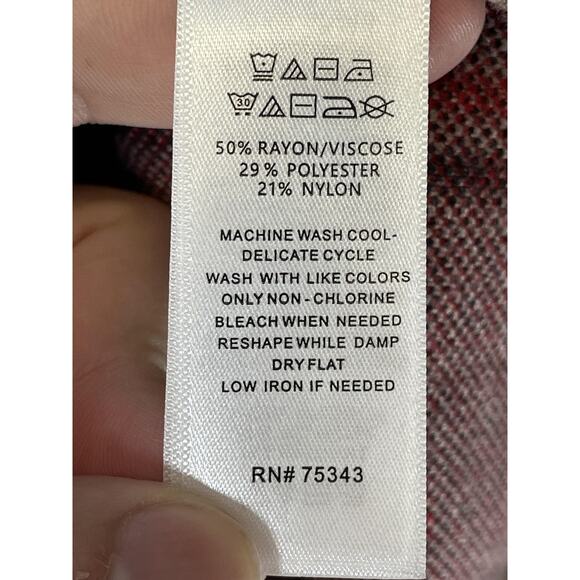 30
50% RAYON/VISCOSE
29% POLYESTER
21% NYLON
MACHINE WASH COOL-
DELICATE CYCLE
WASH WITH LIKE COLORS
ONLY NON-CHLORINE
BLEACH WHEN NEEDED
RESHAPE WHILE DAMP
DRY FLAT
LOW IRON IF NEEDED
RN# 75343